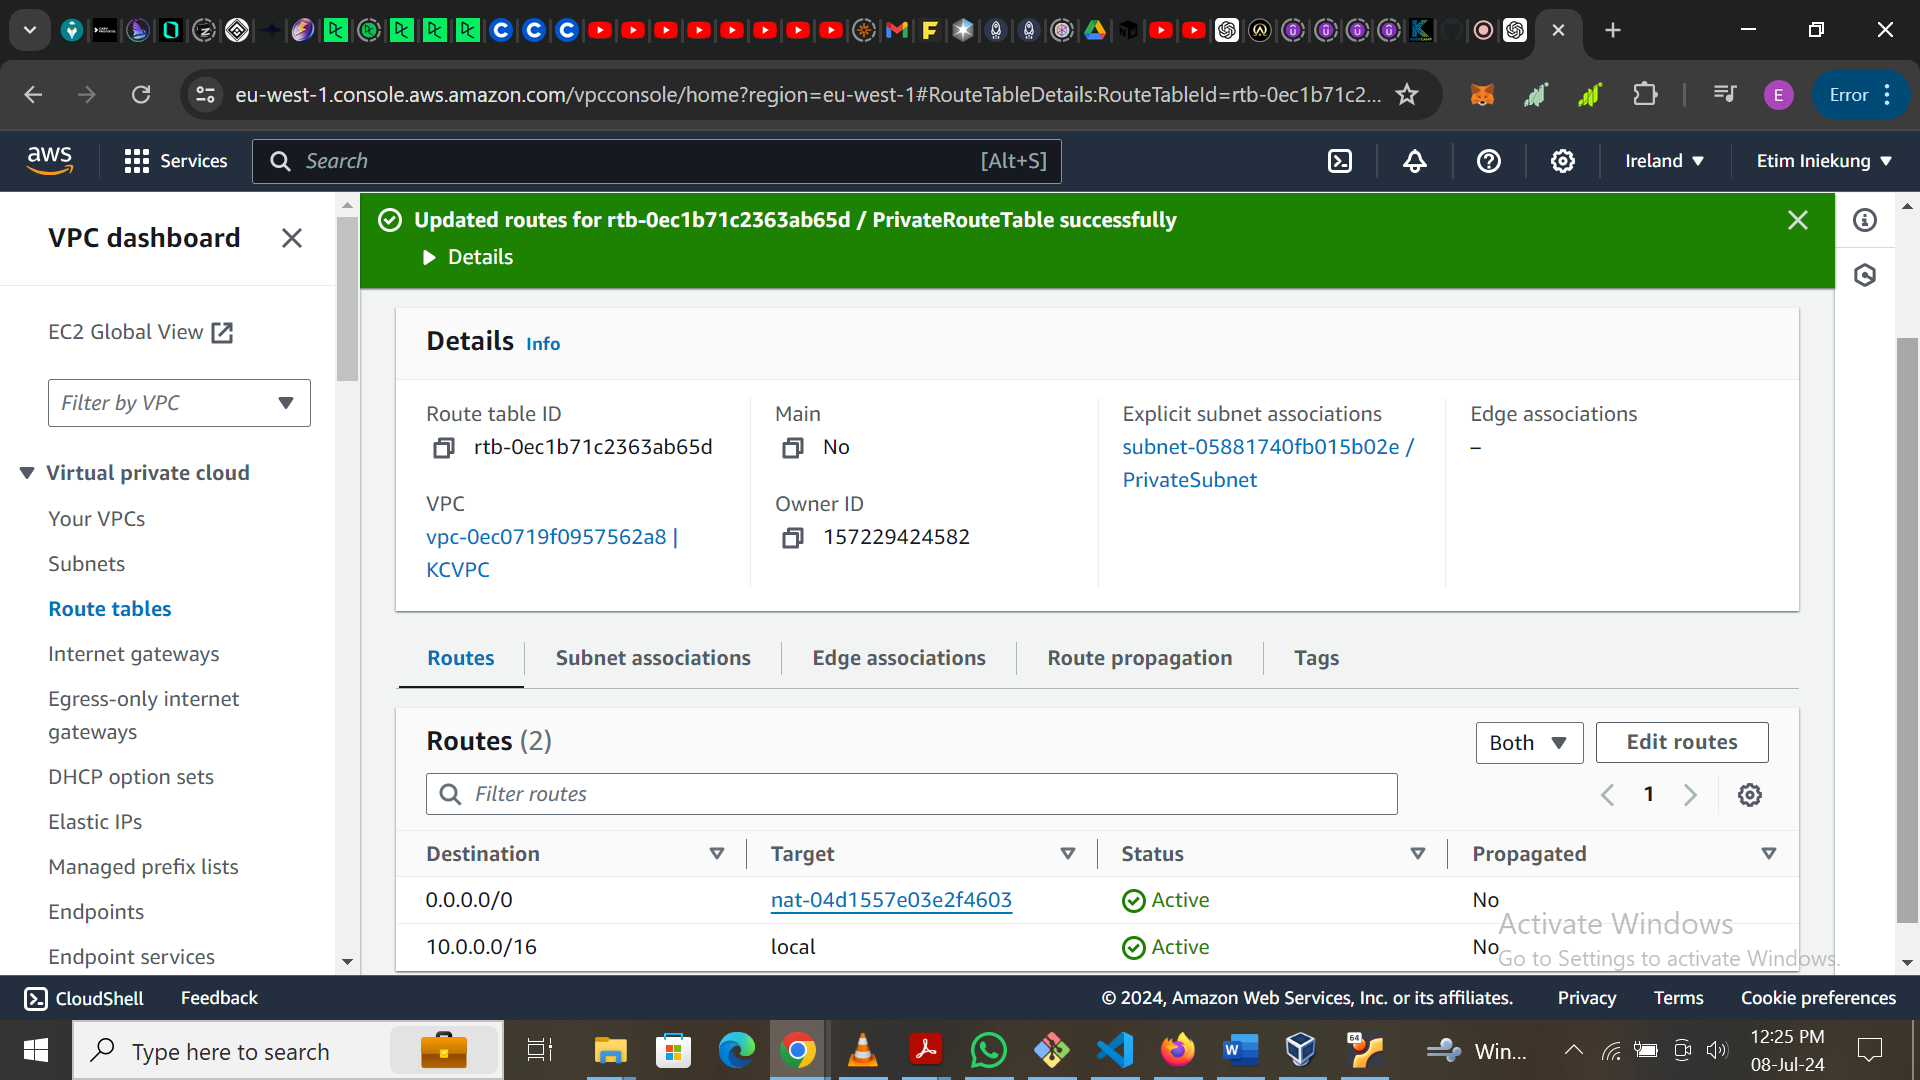 eu-west-1.console.aws.amazon.com/vpcconsole/home?region=eu-west-1#RouteTableDetails:RouteTableId=rtb-0ec1b71c2...
E
Error
aws
Services
Search
[Alt+S]
Ireland
Etim Iniekung
VPC dashboard
EC2 Global View
Filter by VPC
Virtual private cloud
Your VPCs
Subnets
Route tables
Internet gateways
Egress-only internet
gateways
DHCP option sets
Elastic IPs
Managed prefix lists
Endpoints
Endpoint services
Updated routes for rtb-0ec1b71c2363ab65d / PrivateRouteTable successfully
Details
Details Info
Route table ID
rtb-0ec1b71c2363ab65d
Main
No
Explicit subnet associations
subnet-05881740fb015b02e /
PrivateSubnet
Edge associations
–
VPC
vpc-0ec0719f0957562a8 |
KCVPC
Owner ID
157229424582
Routes
Subnet associations
Edge associations
Route propagation
Tags
Routes (2)
Both
Edit routes
Filter routes
1
Destination Target Status Propagated
0.0.0.0/0 nat-04d1557e03e2f4603 Active No
10.0.0.0/16 local Active No
Activate Windows
Go to Settings to activate Windows.
CloudShell
Feedback
© 2024, Amazon Web Services, Inc. or its affiliates.
Privacy
Terms
Cookie preferences
Type here to search
64
Win...
12:25 PM
08-Jul-24